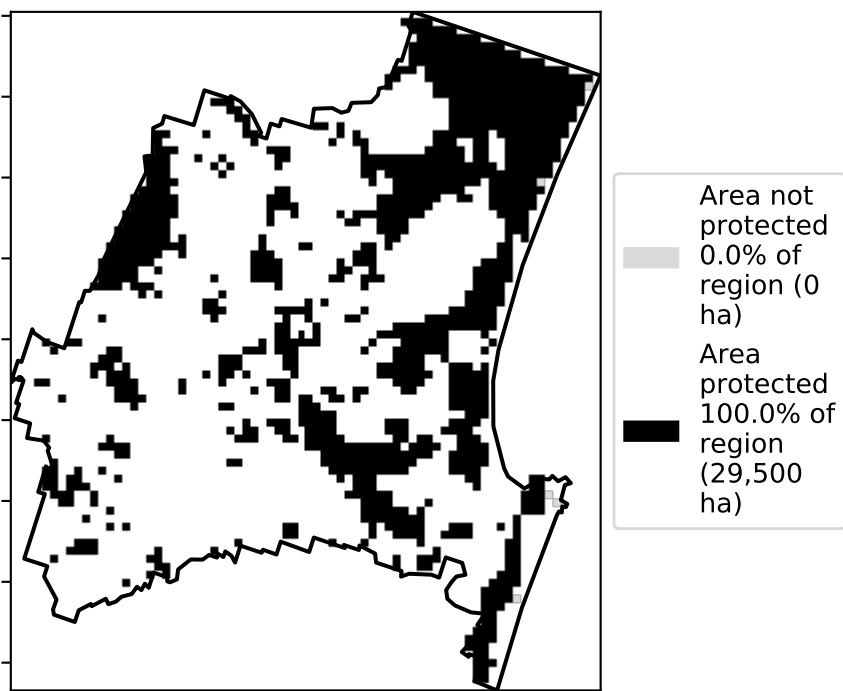 Area not
protected
0.0% of
region (0
ha)
Area
protected
100.0% of
region
(29,500
ha)